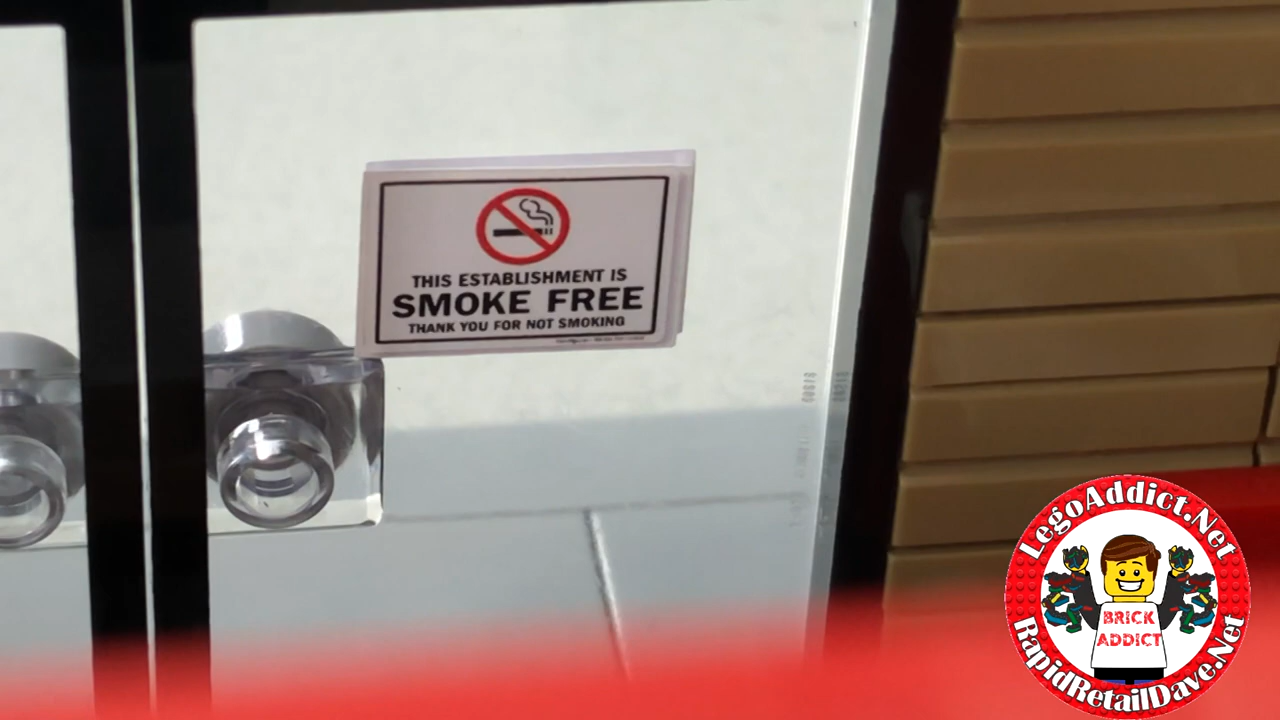 THIS ESTABLISHMENT IS
SMOKE FREE
THANK YOU FOR NOT SMOKING
LegoAddict.Net
BRICK
ADDICT
RapidRetailDave.Net